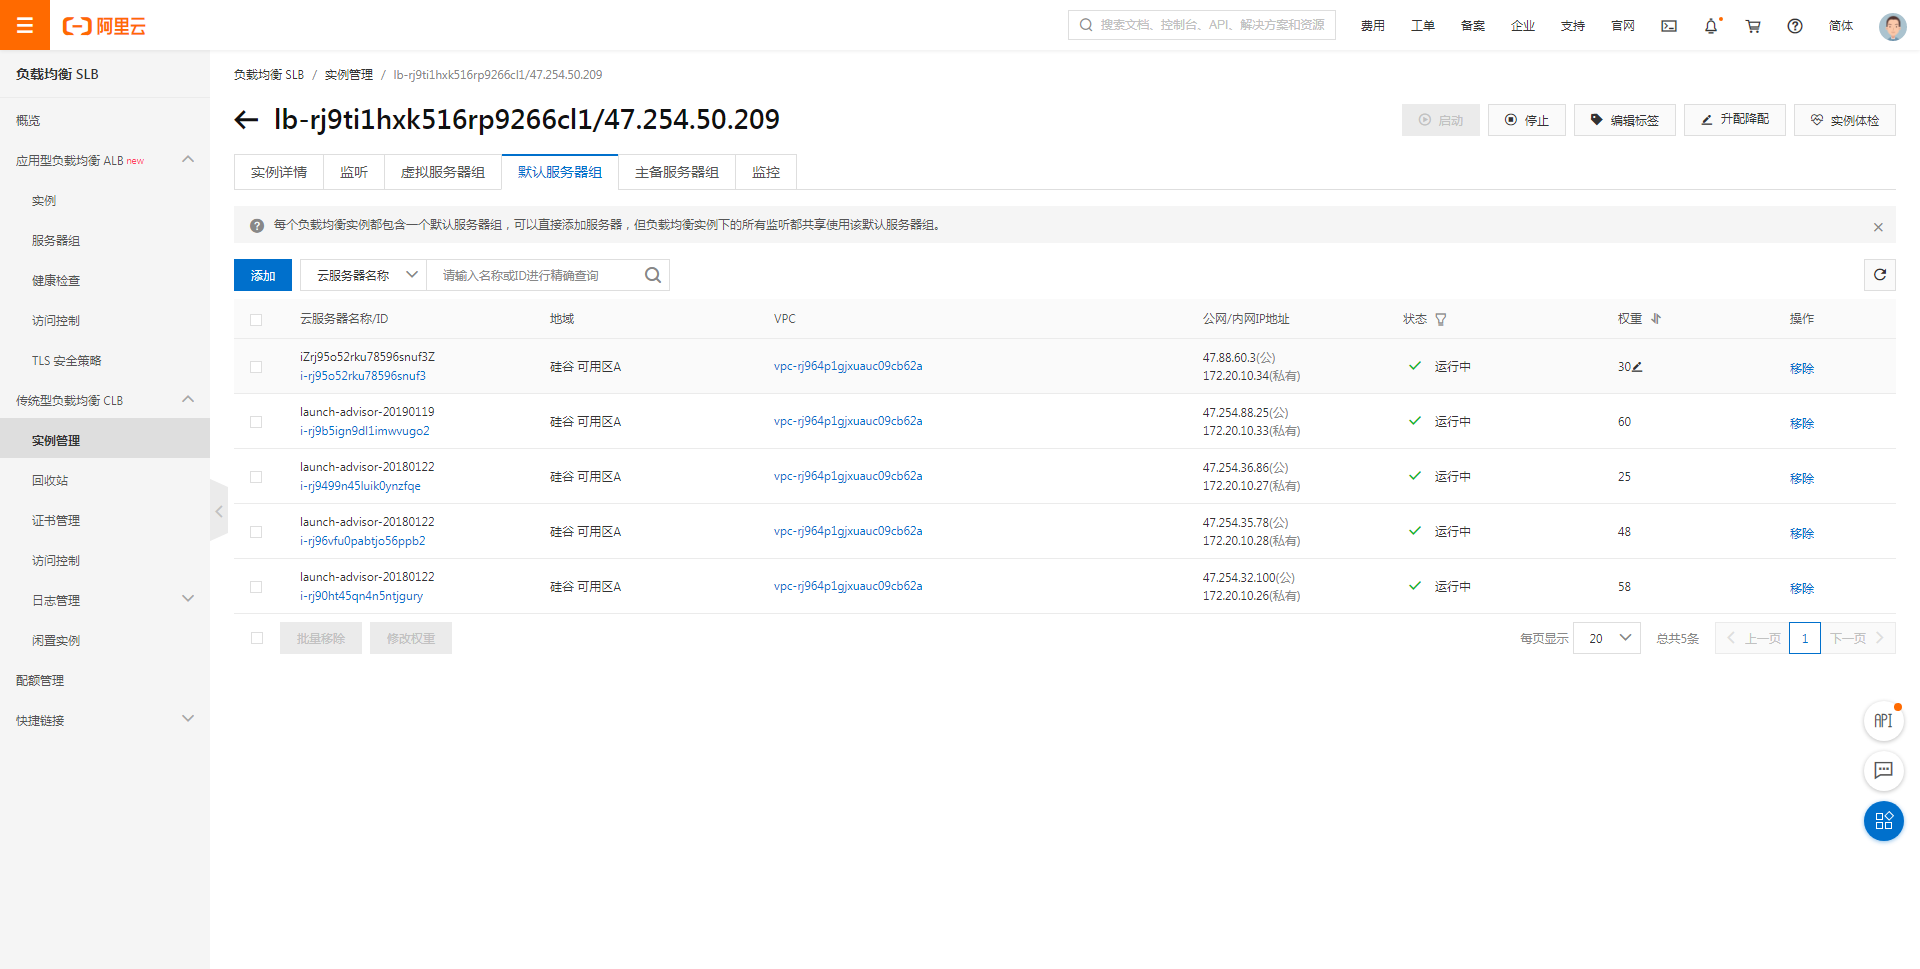 阿里云
搜索文档、控制台、API、解决方案和资源
费用 工单 备案 企业 支持 官网 简体
负载均衡 SLB
概览
应用型负载均衡 ALB new
实例
服务器组
健康检查
访问控制
TLS 安全策略
传统型负载均衡 CLB
实例管理
回收站
证书管理
访问控制
日志管理
闲置实例
配额管理
快捷链接
负载均衡 SLB / 实例管理 / lb-rj9ti1hxk516rp9266cl1/47.254.50.209
lb-rj9ti1hxk516rp9266cl1/47.254.50.209
启动 停止 编辑标签 升配降配 实例体检
实例详情 监听 虚拟服务器组 默认服务器组 主备服务器组 监控
每个负载均衡实例都包含一个默认服务器组，可以直接添加服务器，但负载均衡实例下的所有监听都共享使用该默认服务器组。
添加 云服务器名称 请输入名称或ID进行精确查询
云服务器名称/ID 地域 VPC 公网/内网IP地址 状态 权重 操作
iZrj95o52rku78596snuf3Z
i-rj95o52rku78596snuf3
硅谷 可用区A vpc-rj964p1gjxuauc09cb62a
47.88.60.3(公)
172.20.10.34(私有)
运行中 30 移除
launch-advisor-20190119
i-rj9b5ign9dl1imwvugo2
硅谷 可用区A vpc-rj964p1gjxuauc09cb62a
47.254.88.25(公)
172.20.10.33(私有)
运行中 60 移除
launch-advisor-20180122
i-rj9499n45luik0ynzfqe
硅谷 可用区A vpc-rj964p1gjxuauc09cb62a
47.254.36.86(公)
172.20.10.27(私有)
运行中 25 移除
launch-advisor-20180122
i-rj96vfu0pabtjo56ppb2
硅谷 可用区A vpc-rj964p1gjxuauc09cb62a
47.254.35.78(公)
172.20.10.28(私有)
运行中 48 移除
launch-advisor-20180122
i-rj90ht45qn4n5ntjgury
硅谷 可用区A vpc-rj964p1gjxuauc09cb62a
47.254.32.100(公)
172.20.10.26(私有)
运行中 58 移除
批量移除 修改权重 每页显示 20 总共5条 上一页 1 下一页
API